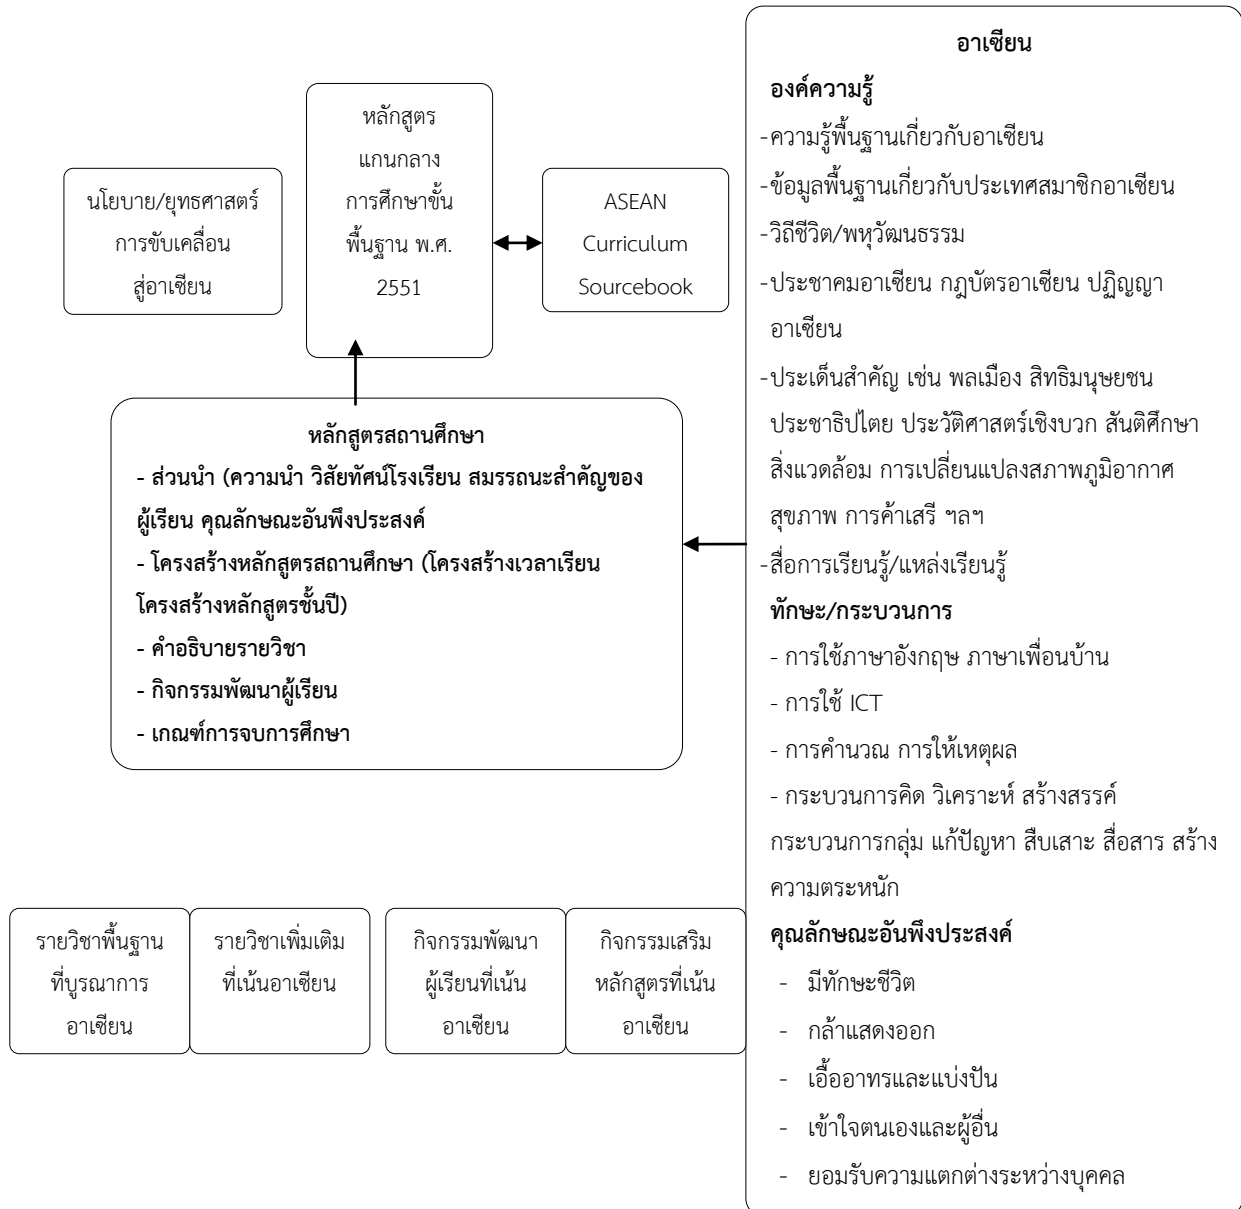 นโยบาย/ยุทธศาสตร์
การขับเคลื่อน
สู่อาเซียน
หลักสูตร
แกนกลาง
การศึกษาขั้น
พื้นฐาน พ.ศ.
2551
ASEAN
Curriculum
Sourcebook
หลักสูตรสถานศึกษา
- ส่วนนำ (ความนำ วิสัยทัศน์โรงเรียน สมรรถนะสำคัญของ
ผู้เรียน คุณลักษณะอันพึงประสงค์
- โครงสร้างหลักสูตรสถานศึกษา (โครงสร้างเวลาเรียน
โครงสร้างหลักสูตรชั้นปี)
- คำอธิบายรายวิชา
- กิจกรรมพัฒนาผู้เรียน
- เกณฑ์การจบการศึกษา
รายวิชาพื้นฐาน
ที่บูรณาการ
อาเซียน
รายวิชาเพิ่มเติม
ที่เน้นอาเซียน
กิจกรรมพัฒนา
ผู้เรียนที่เน้น
อาเซียน
กิจกรรมเสริม
หลักสูตรที่เน้น
อาเซียน
อาเซียน
องค์ความรู้
-ความรู้พื้นฐานเกี่ยวกับอาเซียน
-ข้อมูลพื้นฐานเกี่ยวกับประเทศสมาชิกอาเซียน
-วิถีชีวิต/พหุวัฒนธรรม
-ประชาคมอาเซียน กฎบัตรอาเซียน ปฏิญญา
อาเซียน
-ประเด็นสำคัญ เช่น พลเมือง สิทธิมนุษยชน
ประชาธิปไตย ประวัติศาสตร์เชิงบวก สันติศึกษา
สิ่งแวดล้อม การเปลี่ยนแปลงสภาพภูมิอากาศ
สุขภาพ การค้าเสรี ฯลฯ
-สื่อการเรียนรู้/แหล่งเรียนรู้
ทักษะ/กระบวนการ
- การใช้ภาษาอังกฤษ ภาษาเพื่อนบ้าน
- การใช้ ICT
- การคำนวณ การให้เหตุผล
- กระบวนการคิด วิเคราะห์ สร้างสรรค์
กระบวนการกลุ่ม แก้ปัญหา สืบเสาะ สื่อสาร สร้าง
ความตระหนัก
คุณลักษณะอันพึงประสงค์
- มีทักษะชีวิต
- กล้าแสดงออก
- เอื้ออาทรและแบ่งปัน
- เข้าใจตนเองและผู้อื่น
- ยอมรับความแตกต่างระหว่างบุคคล